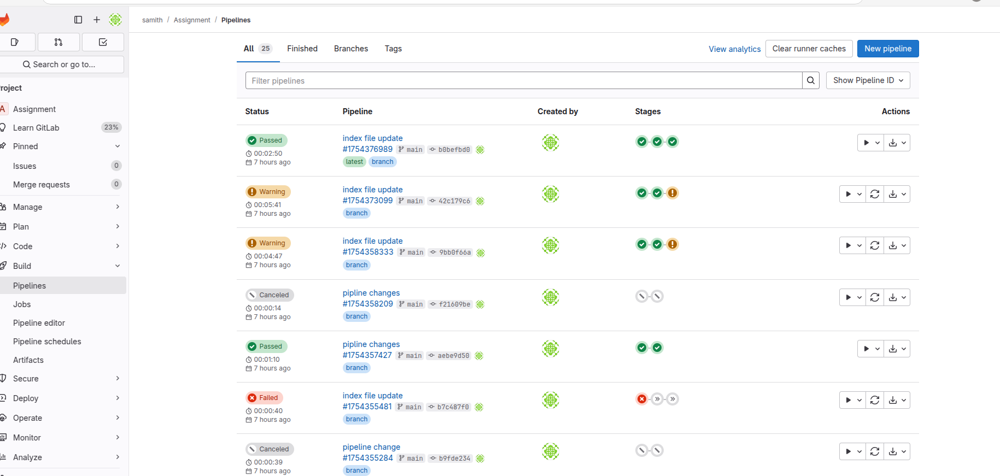 samith / Assignment / Pipelines
Search or go to...
roject
A Assignment
Learn GitLab 23%
Pinned
Issues 0
Merge requests 0
Manage
Plan
Code
Build
Pipelines
Jobs
Pipeline editor
Pipeline schedules
Artifacts
Secure
Deploy
Operate
Monitor
Analyze
All 25 Finished Branches Tags
View analytics Clear runner caches New pipeline
Filter pipelines Show Pipeline ID
Status Pipeline Created by Stages Actions
Passed index file update
00:02:50 #1754376989 main b0befbd0
7 hours ago latest branch
Warning index file update
00:05:41 #1754373099 main 42c179c6
7 hours ago branch
Warning index file update
00:04:47 #1754358333 main 9bb0f66a
7 hours ago branch
Canceled pipline changes
00:00:14 #1754358209 main f21609be
7 hours ago branch
Passed pipline changes
00:01:10 #1754357427 main aebe9d50
7 hours ago branch
Failed index file update
00:00:40 #1754355481 main b7c487f0
7 hours ago branch
Canceled pipeline change
00:00:39 #1754355284 main b9fde234
7 hours ago branch